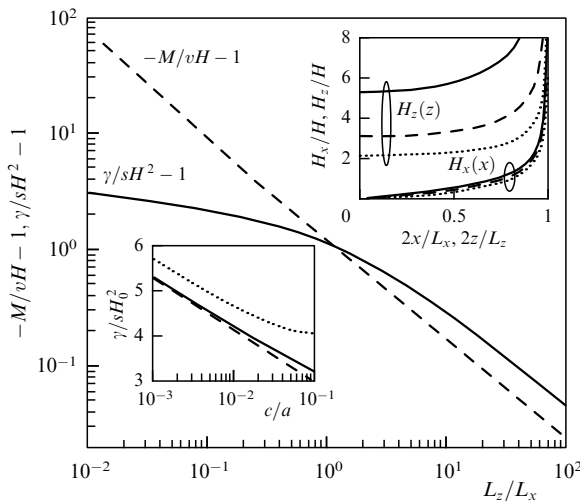 10^2
10^1
10^0
10^{-1}
−M/vH − 1, γ/sH^2 − 1
−M/vH − 1
γ/sH^2 − 1
10^{-2}
10^{-1}
10^0
10^1
10^2
L_z/L_x
8
6
4
2
0
H_x/H, H_z/H
H_z(z)
H_x(x)
0.5
1
2x/L_x, 2z/L_z
6
5
4
3
γ/sH_0^2
10^{-3}
10^{-2}
c/a
10^{-1}